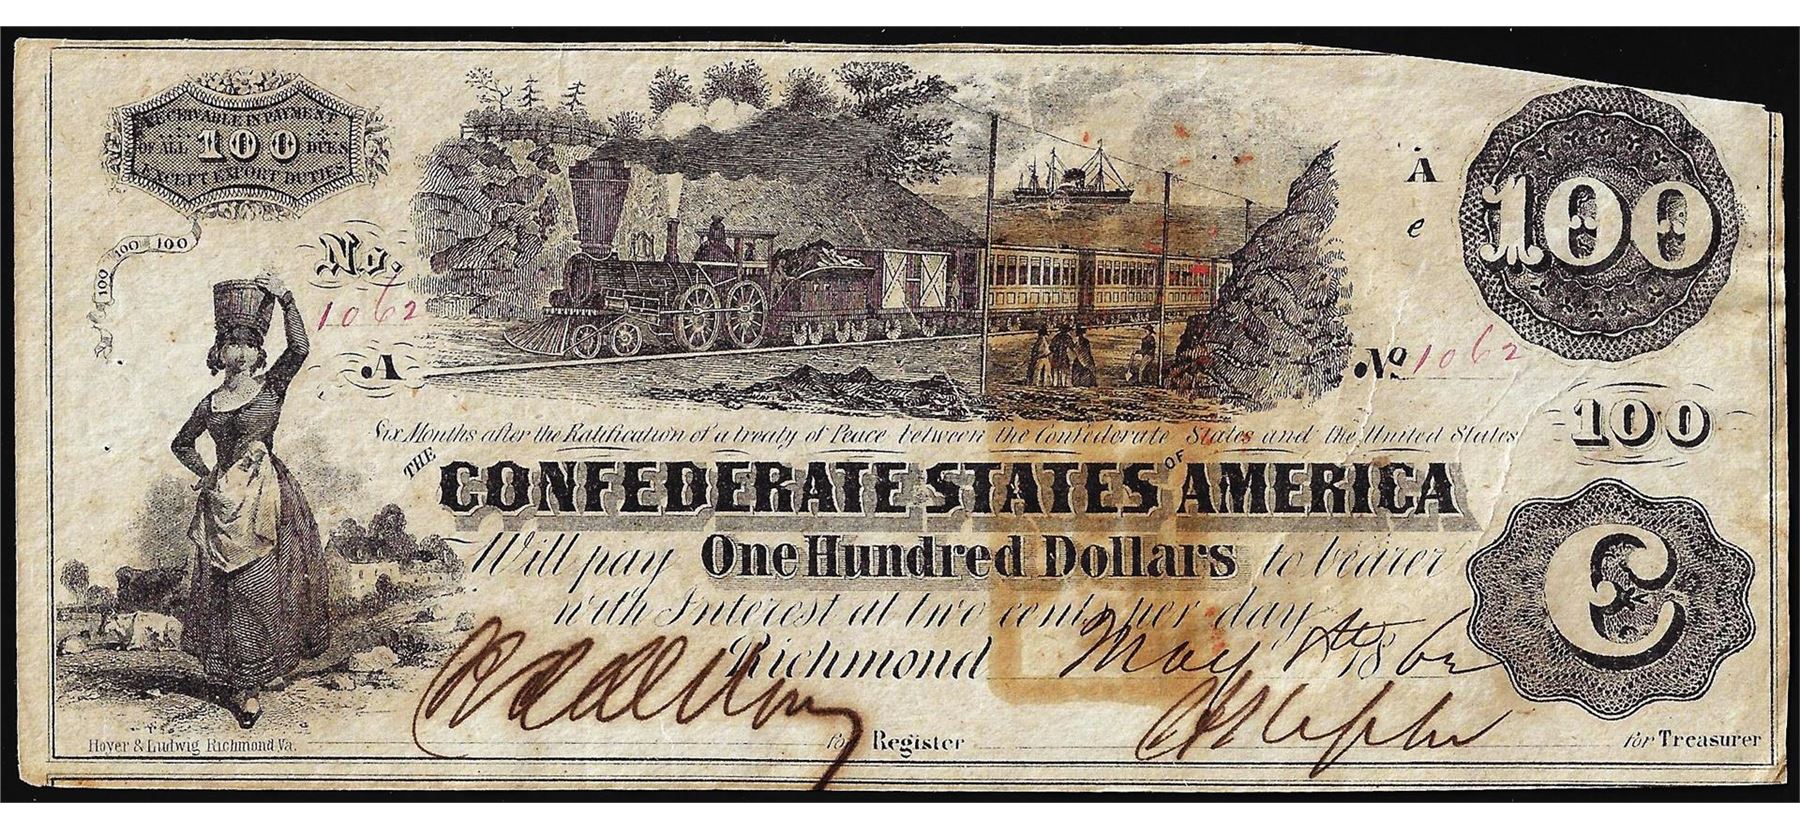 RECEIVABLE IN PAYMENT
OF ALL 100 DUES
EXCEPT EXPORT DUTIES
100 100 100
No.
1062
A
A
e
100
No 1062
100
Six Months after the Ratification of a treaty of Peace between the Confederate States and the United States
THE CONFEDERATE STATES OF AMERICA
Will pay One Hundred Dollars to bearer
with Interest at two cents per day
Richmond May 8th 1862
C
Hoyer & Ludwig Richmond Va.
for Register
for Treasurer